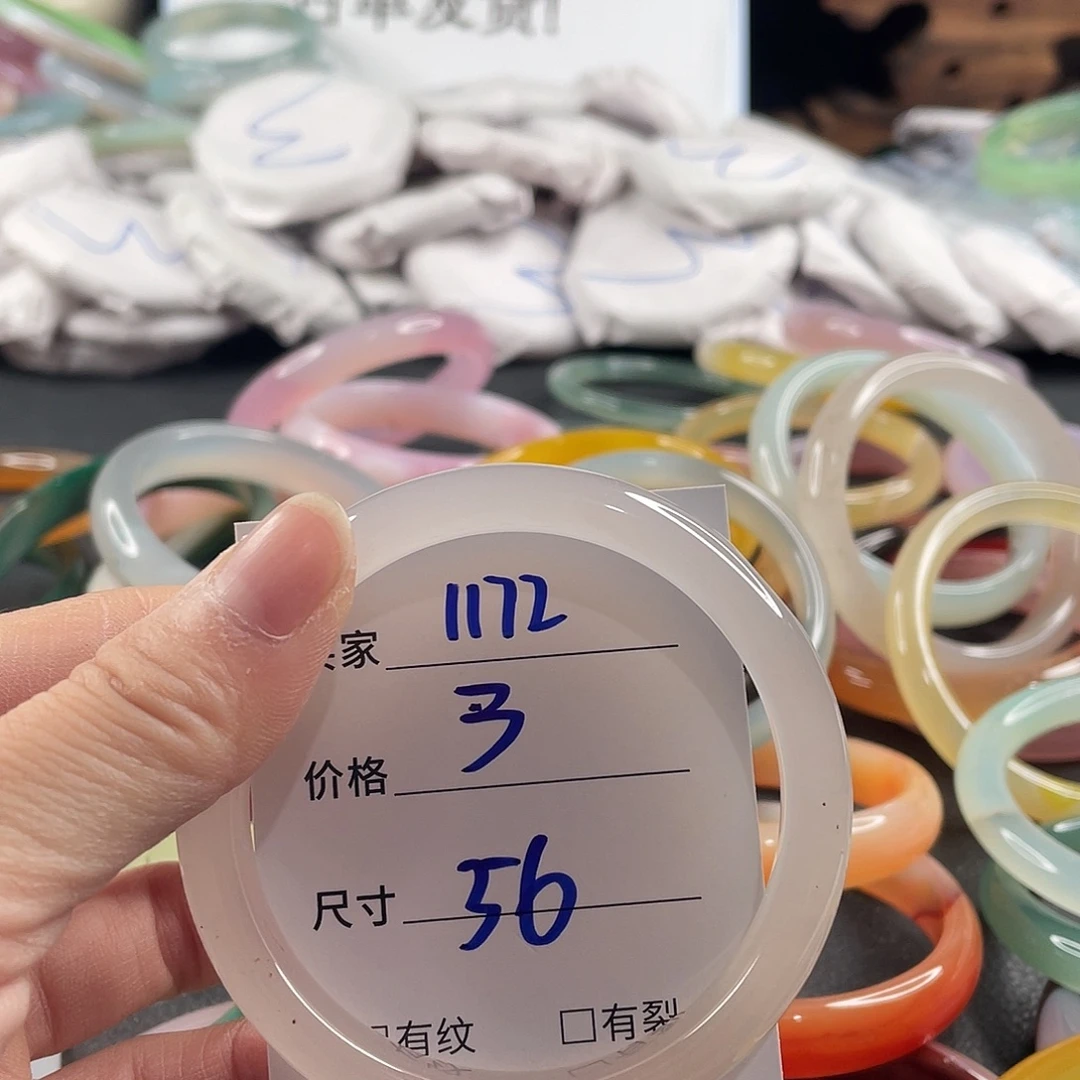 家 1172
价格 3
尺寸 56
有纹 □有裂